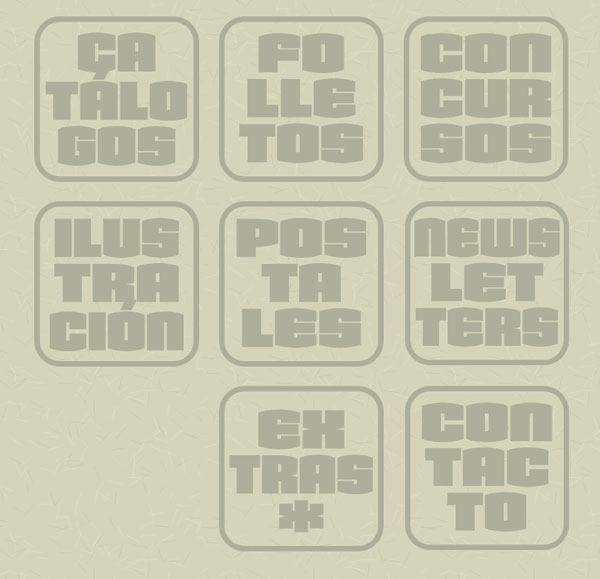 ÇA
TÁLO
GOS
FO
LLE
TOS
CON
CUR
SOS
ILUS
TRA
CIÓN
POS
TA
LES
NEWS
LET
TERS
EX
TRAS
*
CON
TAC
TO